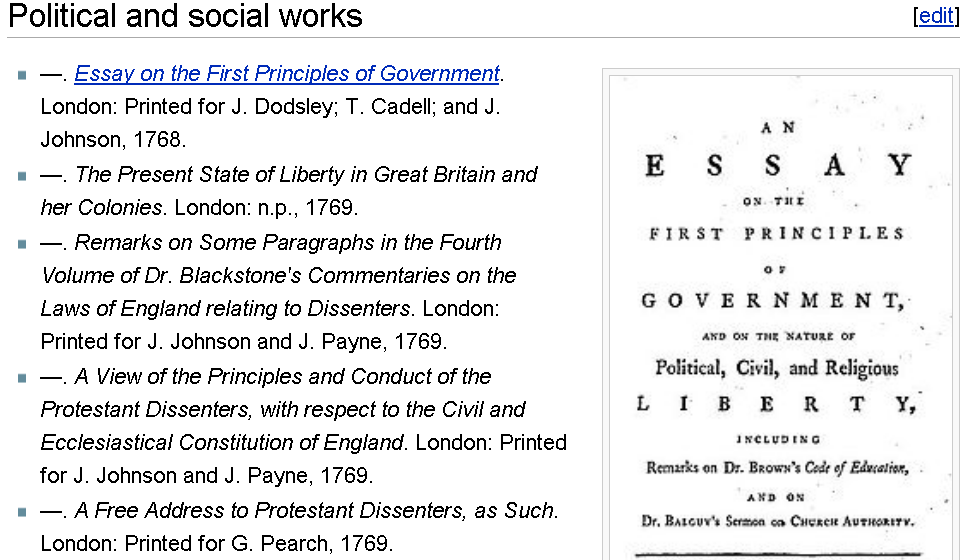 Political and social works
[edit]
—. Essay on the First Principles of Government.
London: Printed for J. Dodsley; T. Cadell; and J.
Johnson, 1768.
—. The Present State of Liberty in Great Britain and
her Colonies. London: n.p., 1769.
—. Remarks on Some Paragraphs in the Fourth
Volume of Dr. Blackstone's Commentaries on the
Laws of England relating to Dissenters. London:
Printed for J. Johnson and J. Payne, 1769.
—. A View of the Principles and Conduct of the
Protestant Dissenters, with respect to the Civil and
Ecclesiastical Constitution of England. London: Printed
for J. Johnson and J. Payne, 1769.
—. A Free Address to Protestant Dissenters, as Such.
London: Printed for G. Pearch, 1769.
AN
ESSAY
ON THE
FIRST PRINCIPLES
OF
GOVERNMENT,
AND ON THE NATURE OF
Political, Civil, and Religious
LIBERTY,
INCLUDING
Remarks on Dr. BROWN's Code of Education,
AND ON
Dr. BALGUY's Sermon on CHURCH AUTHORITY.